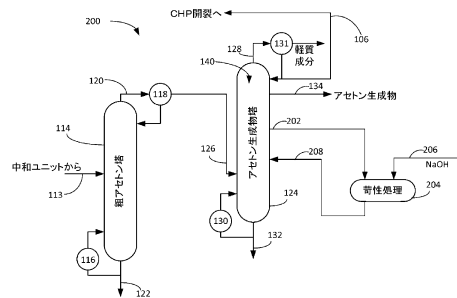 200
CHP開裂へ
106
128
131
軽質
成分
140
134
アセトン生成物
120
118
114
126
202
208
206
NaOH
中和ユニットから
113
粗アセトン塔
アセトン生成物塔
苛性処理
204
124
116
130
122
132